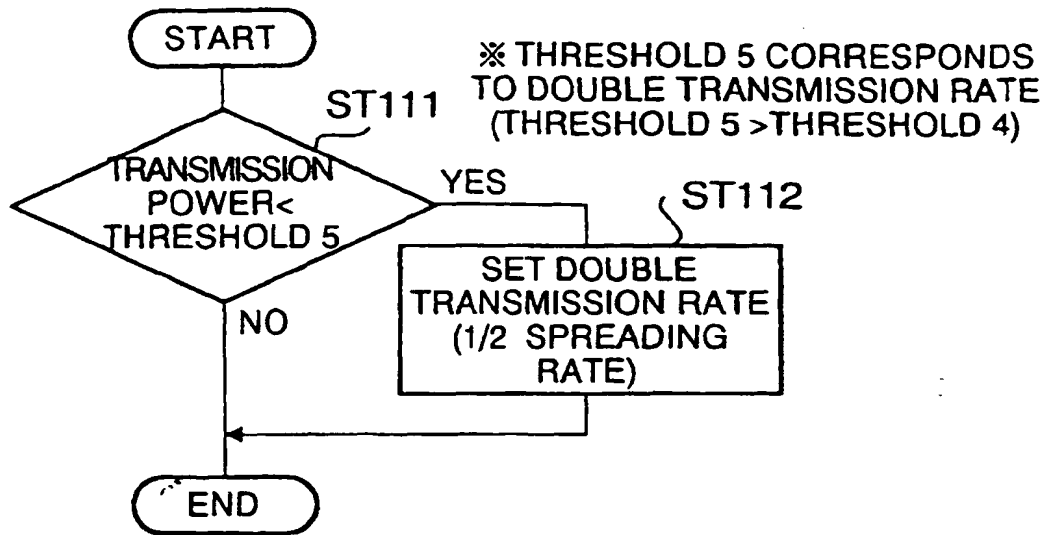 START
※ THRESHOLD 5 CORRESPONDS
TO DOUBLE TRANSMISSION RATE
(THRESHOLD 5 >THRESHOLD 4)
ST111
TRANSMISSION
POWER<
THRESHOLD 5
YES
NO
ST112
SET DOUBLE
TRANSMISSION RATE
(1/2 SPREADING
RATE)
END